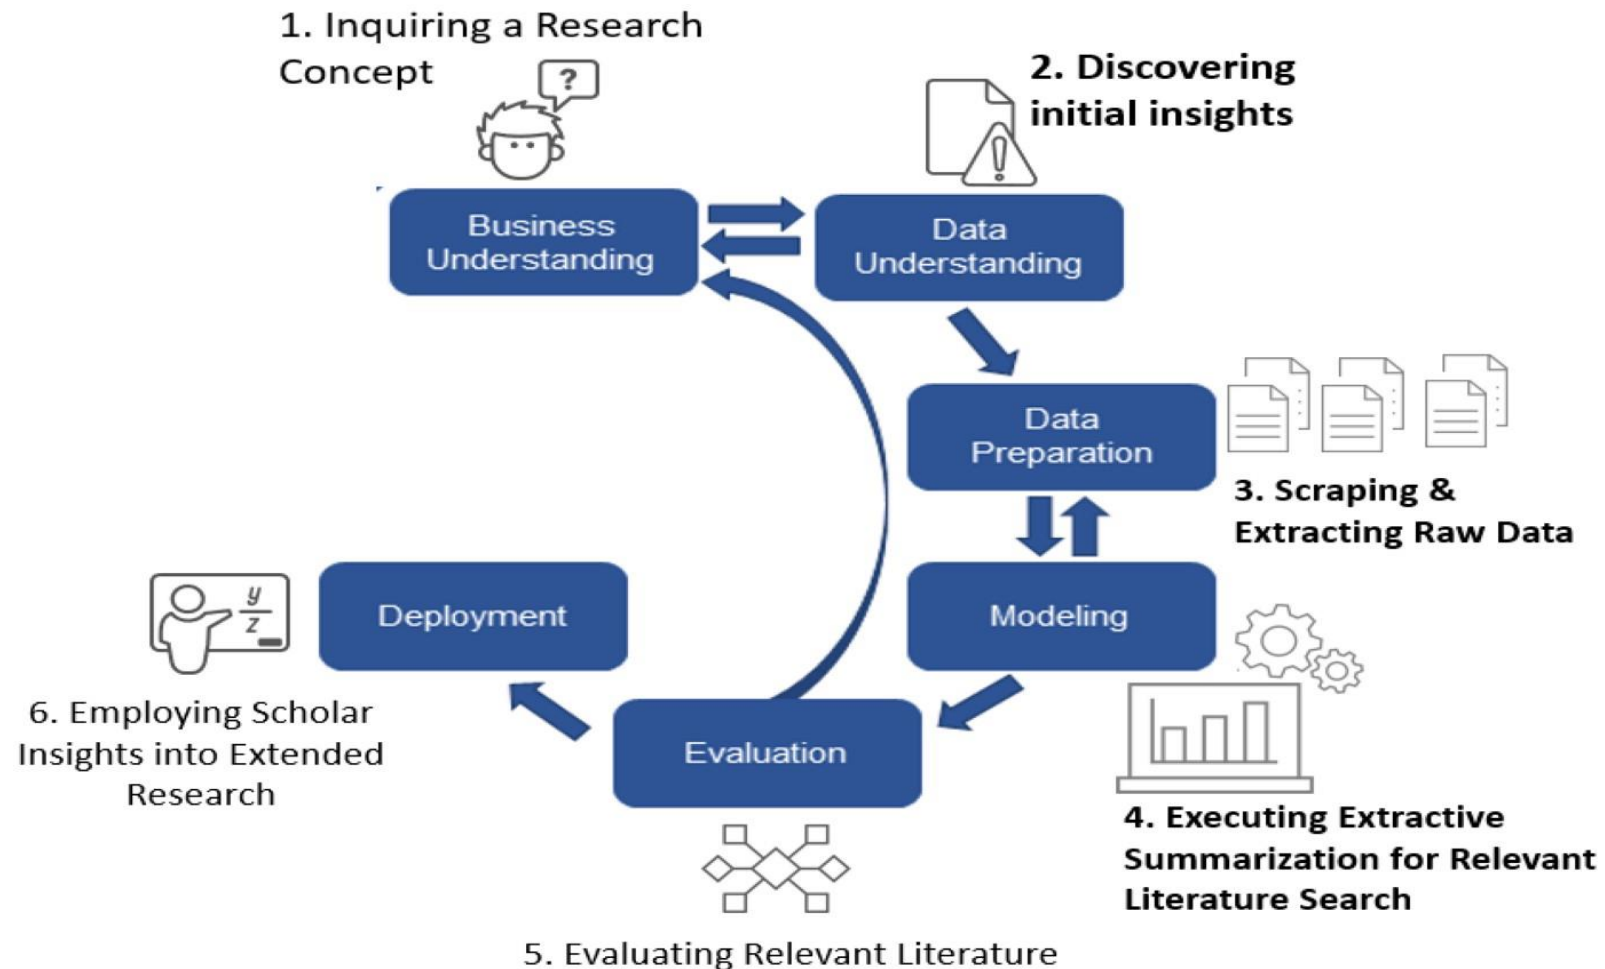 1. Inquiring a Research
Concept
?
2. Discovering
initial insights
!
Business
Understanding
Data
Understanding
Data
Preparation
3. Scraping &
Extracting Raw Data
Modeling
4. Executing Extractive
Summarization for Relevant
Literature Search
Evaluation
5. Evaluating Relevant Literature
Deployment
y
z
6. Employing Scholar
Insights into Extended
Research